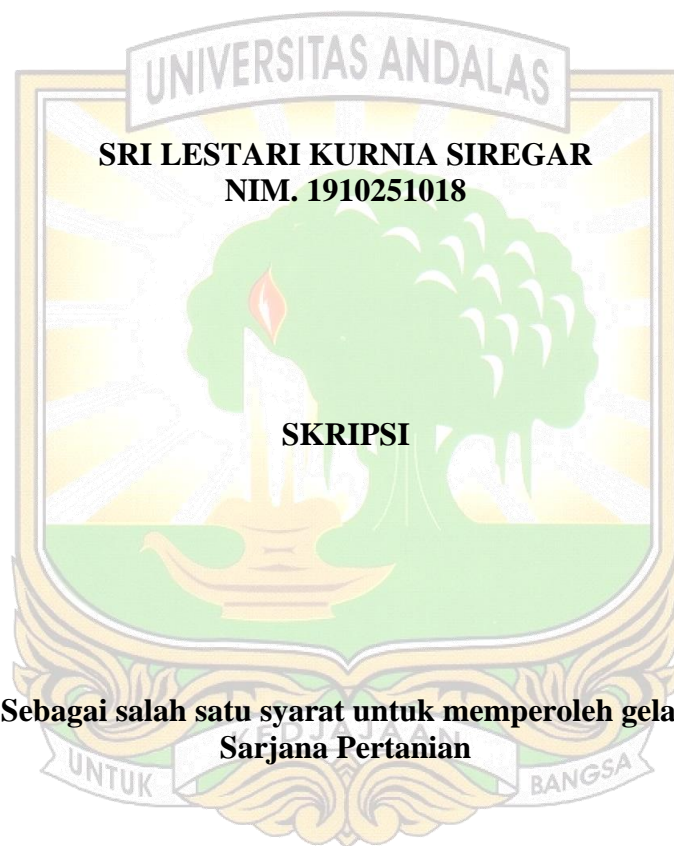 UNIVERSITAS ANDALAS
SRI LESTARI KURNIA SIREGAR
NIM. 1910251018
SKRIPSI
Sebagai salah satu syarat untuk memperoleh gela
Sarjana Pertanian
UNTUK KEDJAJAAN BANGSA